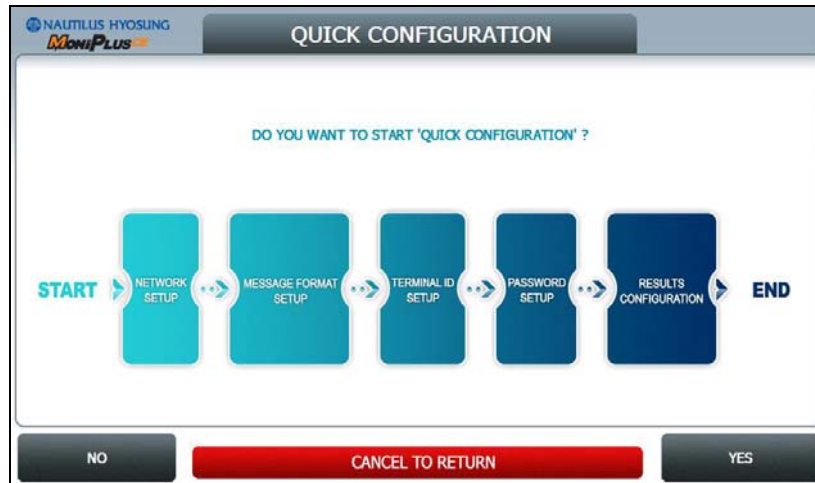 NAUTILUS HYOSUNG
MoniPlus CE
QUICK CONFIGURATION
DO YOU WANT TO START 'QUICK CONFIGURATION' ?
START
NETWORK
SETUP
MESSAGE FORMAT
SETUP
TERMINAL ID
SETUP
PASSWORD
SETUP
RESULTS
CONFIGURATION
END
NO
CANCEL TO RETURN
YES